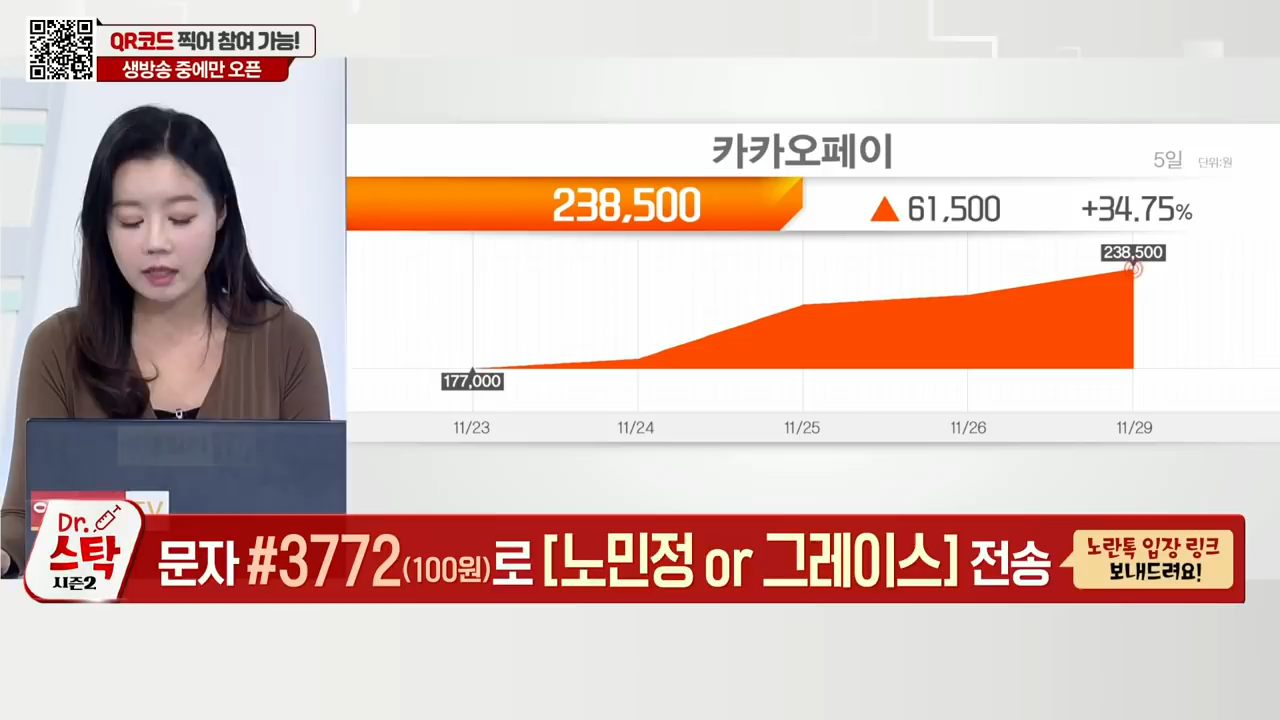 QR코드 찍어 참여 가능!
생방송 중에만 오픈
카카오페이
5일 단위:원
238,500
▲ 61,500
+34.75%
238,500
177,000
11/23
11/24
11/25
11/26
11/29
TV
Dr.
스탁
시즌2
문자 #3772(100원)로 [노민정 or 그레이스] 전송
노란톡 입장 링크
보내드려요!